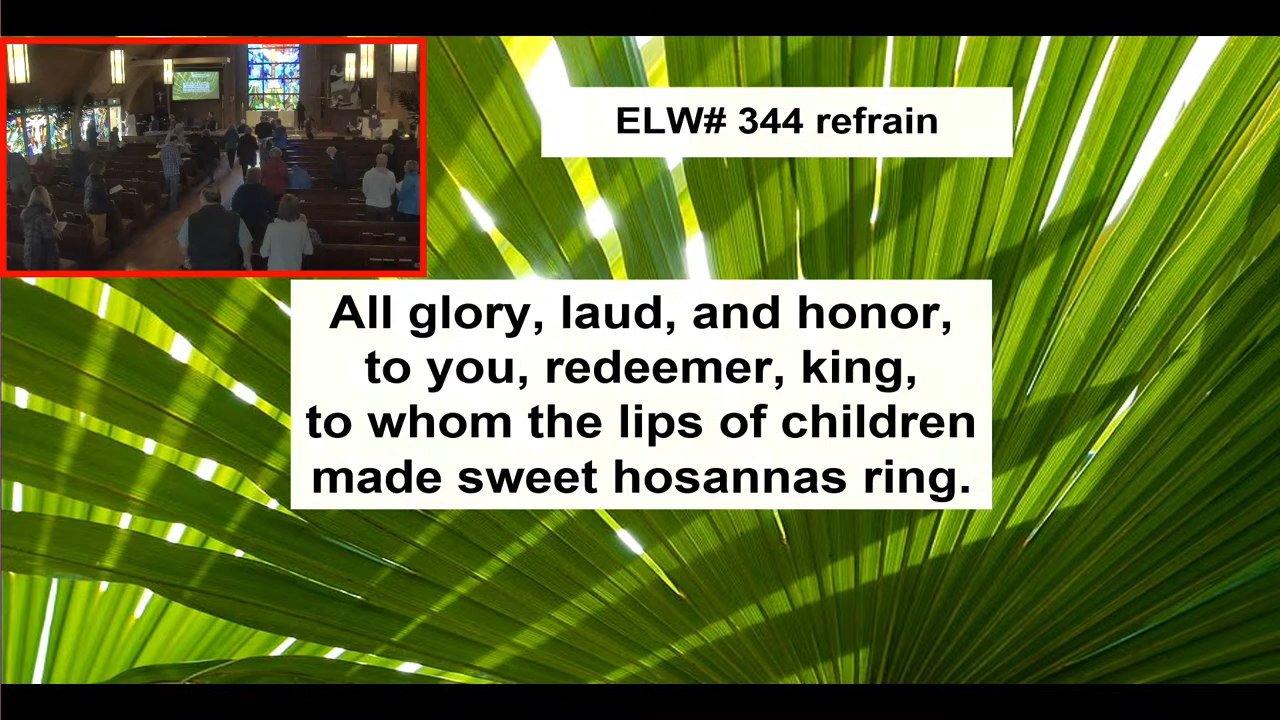 ELW# 344 refrain
All glory, laud, and honor,
to you, redeemer, king,
to whom the lips of children
made sweet hosannas ring.